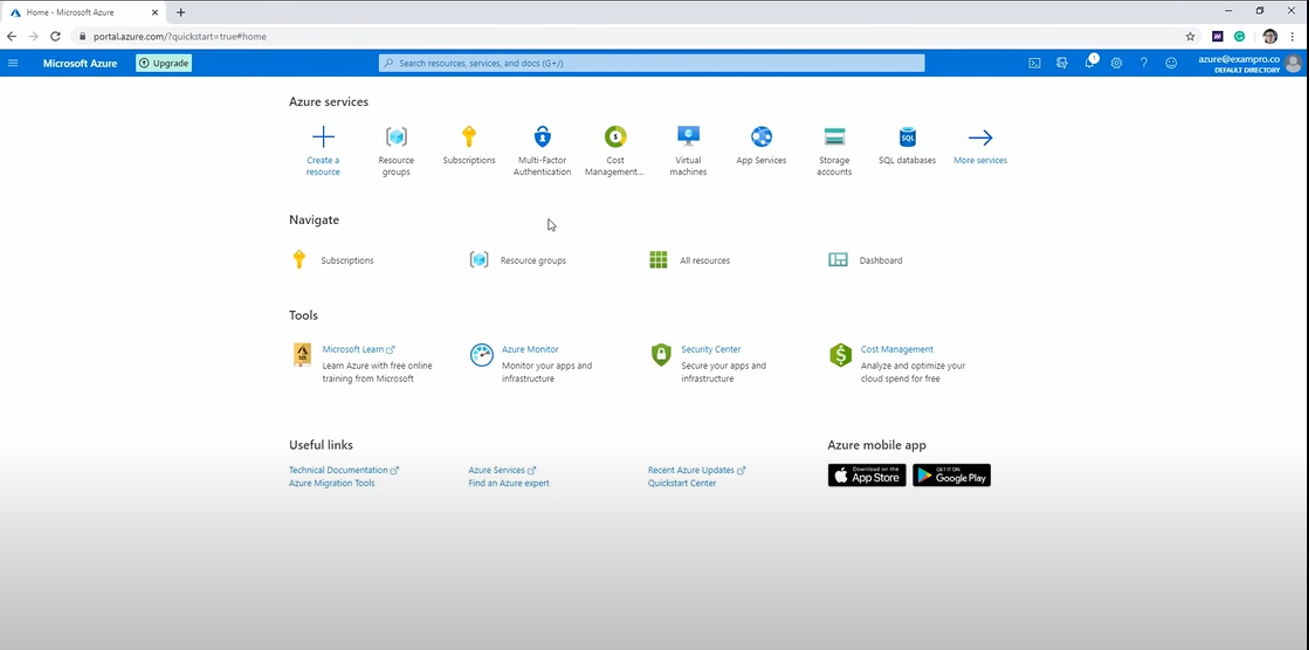 Home - Microsoft Azure
portal.azure.com/?quickstart=true#home
Microsoft Azure
Upgrade
Search resources, services, and docs (G+/)
1
azure@exampro.co
DEFAULT DIRECTORY
Azure services
Create a
resource
Resource
groups
Subscriptions
Multi-Factor
Authentication
Cost
Management...
Virtual
machines
App Services
Storage
accounts
SQL
SQL databases
More services
Navigate
Subscriptions
Resource groups
All resources
Dashboard
Tools
Microsoft Learn
Learn Azure with free online
training from Microsoft
Azure Monitor
Monitor your apps and
infrastructure
Security Center
Secure your apps and
infrastructure
Cost Management
Analyze and optimize your
cloud spend for free
Useful links
Technical Documentation
Azure Migration Tools
Azure Services
Find an Azure expert
Recent Azure Updates
Quickstart Center
Azure mobile app
Download on the
App Store
GET IT ON
Google Play